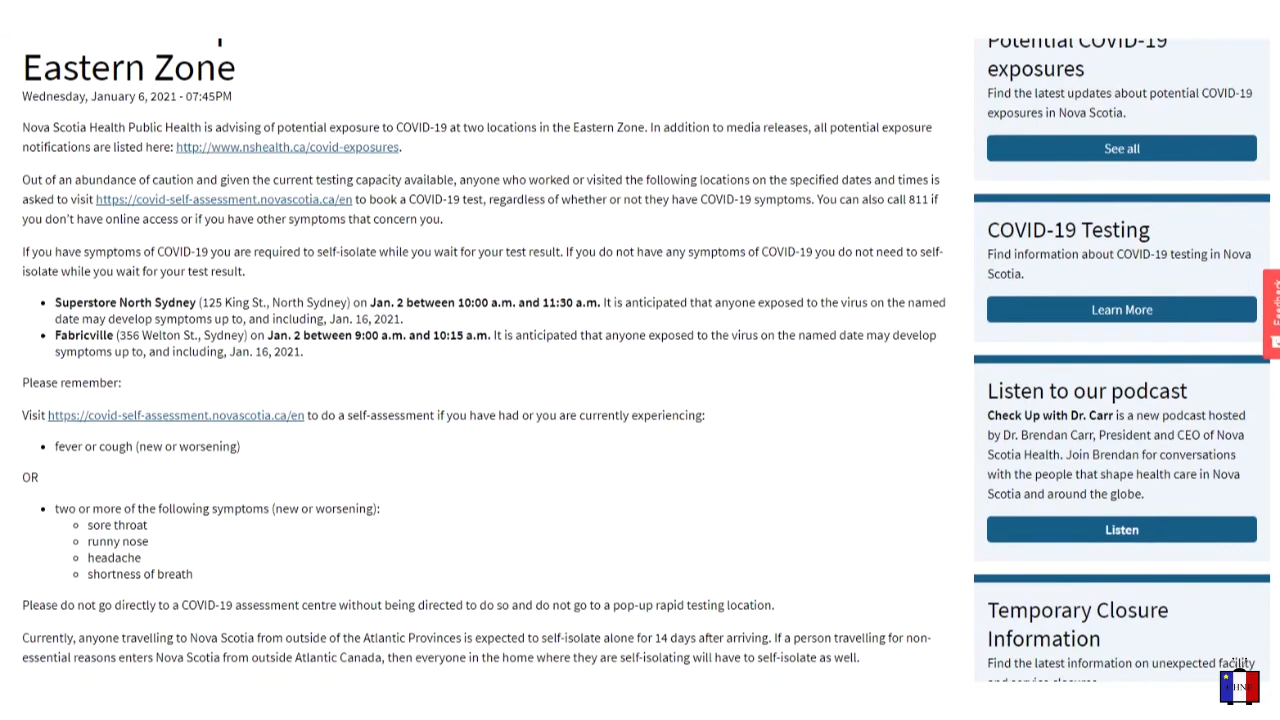 Eastern Zone
Wednesday, January 6, 2021 - 07:45PM
Nova Scotia Health Public Health is advising of potential exposure to COVID-19 at two locations in the Eastern Zone. In addition to media releases, all potential exposure
notifications are listed here: http://www.nshealth.ca/covid-exposures.
Out of an abundance of caution and given the current testing capacity available, anyone who worked or visited the following locations on the specified dates and times is
asked to visit https://covid-self-assessment.novascotia.ca/en to book a COVID-19 test, regardless of whether or not they have COVID-19 symptoms. You can also call 811 if
you don't have online access or if you have other symptoms that concern you.
If you have symptoms of COVID-19 you are required to self-isolate while you wait for your test result. If you do not have any symptoms of COVID-19 you do not need to self-
isolate while you wait for your test result.
• Superstore North Sydney (125 King St., North Sydney) on Jan. 2 between 10:00 a.m. and 11:30 a.m. It is anticipated that anyone exposed to the virus on the named
date may develop symptoms up to, and including, Jan. 16, 2021.
• Fabricville (356 Welton St., Sydney) on Jan. 2 between 9:00 a.m. and 10:15 a.m. It is anticipated that anyone exposed to the virus on the named date may develop
symptoms up to, and including, Jan. 16, 2021.
Please remember:
Visit https://covid-self-assessment.novascotia.ca/en to do a self-assessment if you have had or you are currently experiencing:
• fever or cough (new or worsening)
OR
• two or more of the following symptoms (new or worsening):
◦ sore throat
◦ runny nose
◦ headache
◦ shortness of breath
Please do not go directly to a COVID-19 assessment centre without being directed to do so and do not go to a pop-up rapid testing location.
Currently, anyone travelling to Nova Scotia from outside of the Atlantic Provinces is expected to self-isolate alone for 14 days after arriving. If a person travelling for non-
essential reasons enters Nova Scotia from outside Atlantic Canada, then everyone in the home where they are self-isolating will have to self-isolate as well.
Potential COVID-19
exposures
Find the latest updates about potential COVID-19
exposures in Nova Scotia.
See all
COVID-19 Testing
Find information about COVID-19 testing in Nova
Scotia.
Learn More
Feedback
Listen to our podcast
Check Up with Dr. Carr is a new podcast hosted
by Dr. Brendan Carr, President and CEO of Nova
Scotia Health. Join Brendan for conversations
with the people that shape health care in Nova
Scotia and around the globe.
Listen
Temporary Closure
Information
Find the latest information on unexpected facility